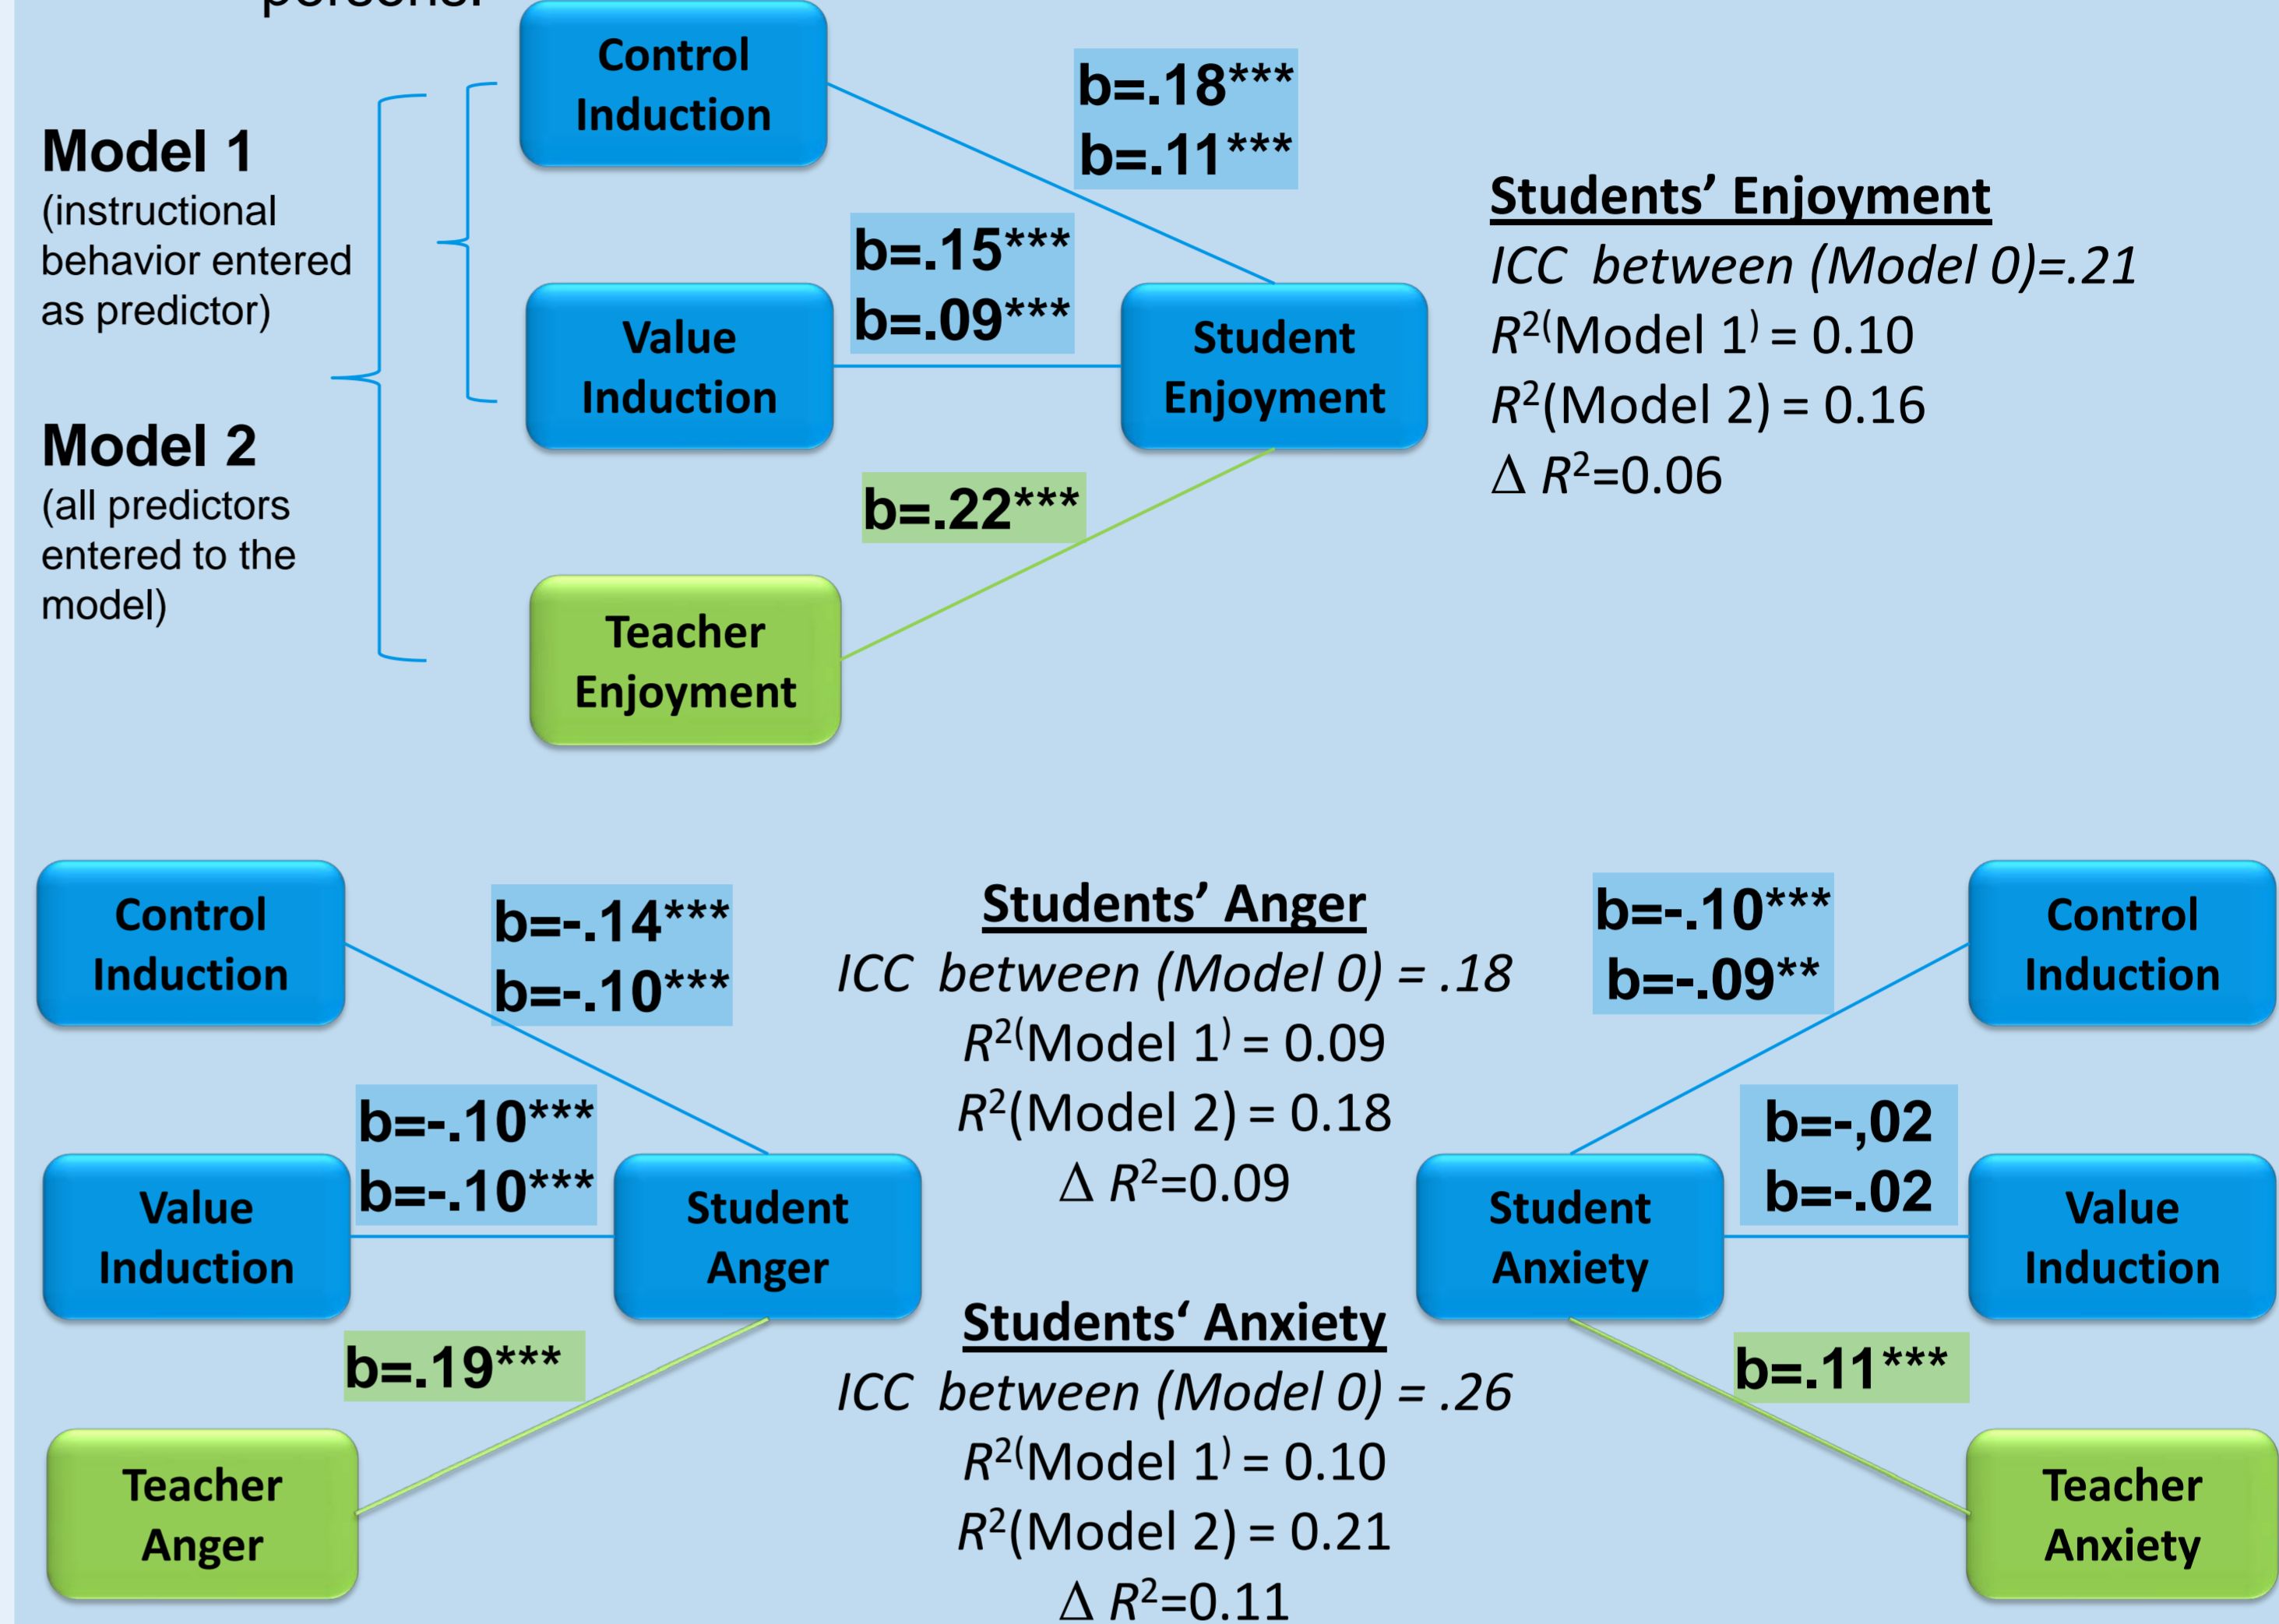 persons.
Control
Induction
b=.18***
b=.11***
Model 1
(instructional
behavior entered
as predictor)
Value
Induction
b=.15***
b=.09***
Student
Enjoyment
Model 2
(all predictors
entered to the
model)
b=.22***
Teacher
Enjoyment
Students’ Enjoyment
ICC between (Model 0)=.21
R²⁽Model 1⁾ = 0.10
R²(Model 2) = 0.16
Δ R²=0.06
Control
Induction
b=-.14***
b=-.10***
Value
Induction
b=-.10***
b=-.10***
Student
Anger
b=.19***
Teacher
Anger
Students’ Anger
ICC between (Model 0) = .18
R²⁽Model 1⁾ = 0.09
R²(Model 2) = 0.18
Δ R²=0.09
Students‘ Anxiety
ICC between (Model 0) = .26
R²⁽Model 1⁾ = 0.10
R²(Model 2) = 0.21
Δ R²=0.11
b=-.10***
b=-.09**
Control
Induction
Student
Anxiety
b=-,02
b=-.02
Value
Induction
b=.11***
Teacher
Anxiety